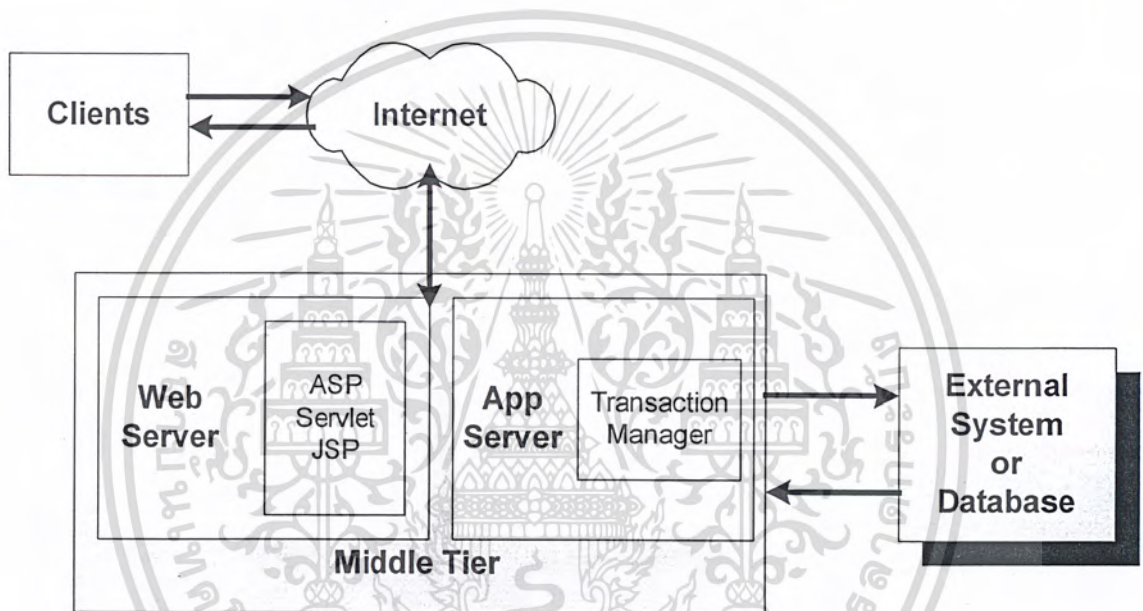 Clients
Internet
Web
Server
ASP
Servlet
JSP
App
Server
Transaction
Manager
Middle Tier
External
System
or
Database